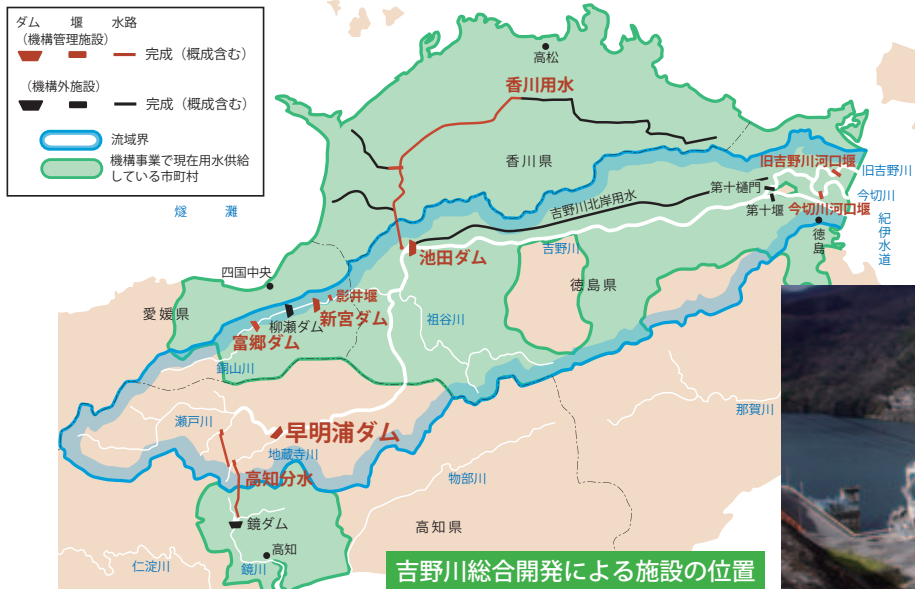 ダム 堰 水路
（機構管理施設）
完成（概成含む）
（機構外施設）
完成（概成含む）
流域界
機構事業で現在用水供給
している市町村
燧 灘
高松
香川用水
香川県
旧吉野川河口堰
旧吉野川
第十樋門
今切川
第十堰
今切川河口堰
吉野川北岸用水
徳島
紀伊水道
吉野川
池田ダム
徳島県
四国中央
影井堰
愛媛県
新宮ダム
柳瀬ダム
富郷ダム
祖谷川
銅山川
那賀川
瀬戸川
早明浦ダム
地蔵寺川
高知分水
物部川
鏡ダム
高知県
高知
仁淀川
鏡川
吉野川総合開発による施設の位置